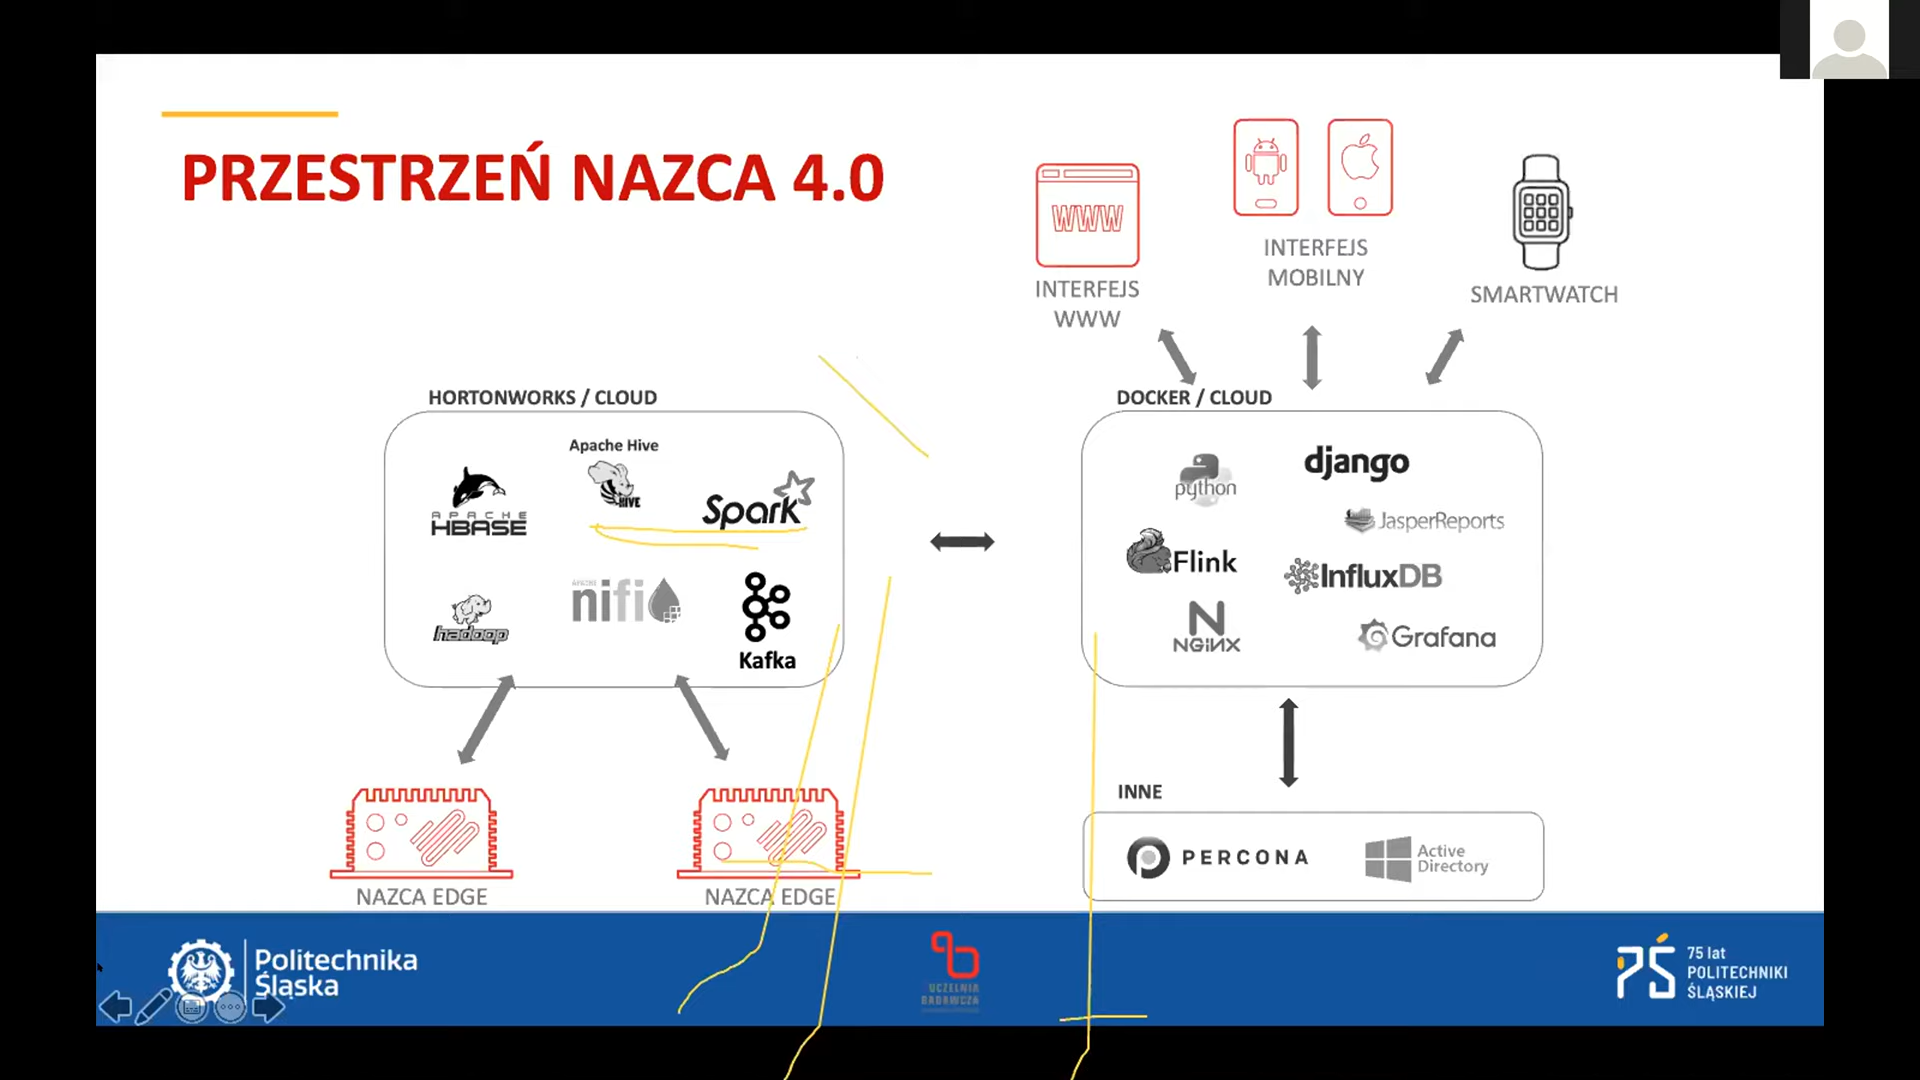 PRZESTRZEŃ NAZCA 4.0
WWW
INTERFEJS
WWW
INTERFEJS
MOBILNY
SMARTWATCH
HORTONWORKS / CLOUD
Apache Hive
HIVE
APACHE
HBASE
Spark
hadoop
APACHE
nifi
Kafka
DOCKER / CLOUD
python
django
JasperReports
Flink
InfluxDB
NGINX
Grafana
NAZCA EDGE
NAZCA EDGE
INNE
PERCONA
Active
Directory
Politechnika
Śląska
UCZELNIA
BADAWCZA
PŚ
75 lat
POLITECHNIKI
ŚLĄSKIEJ